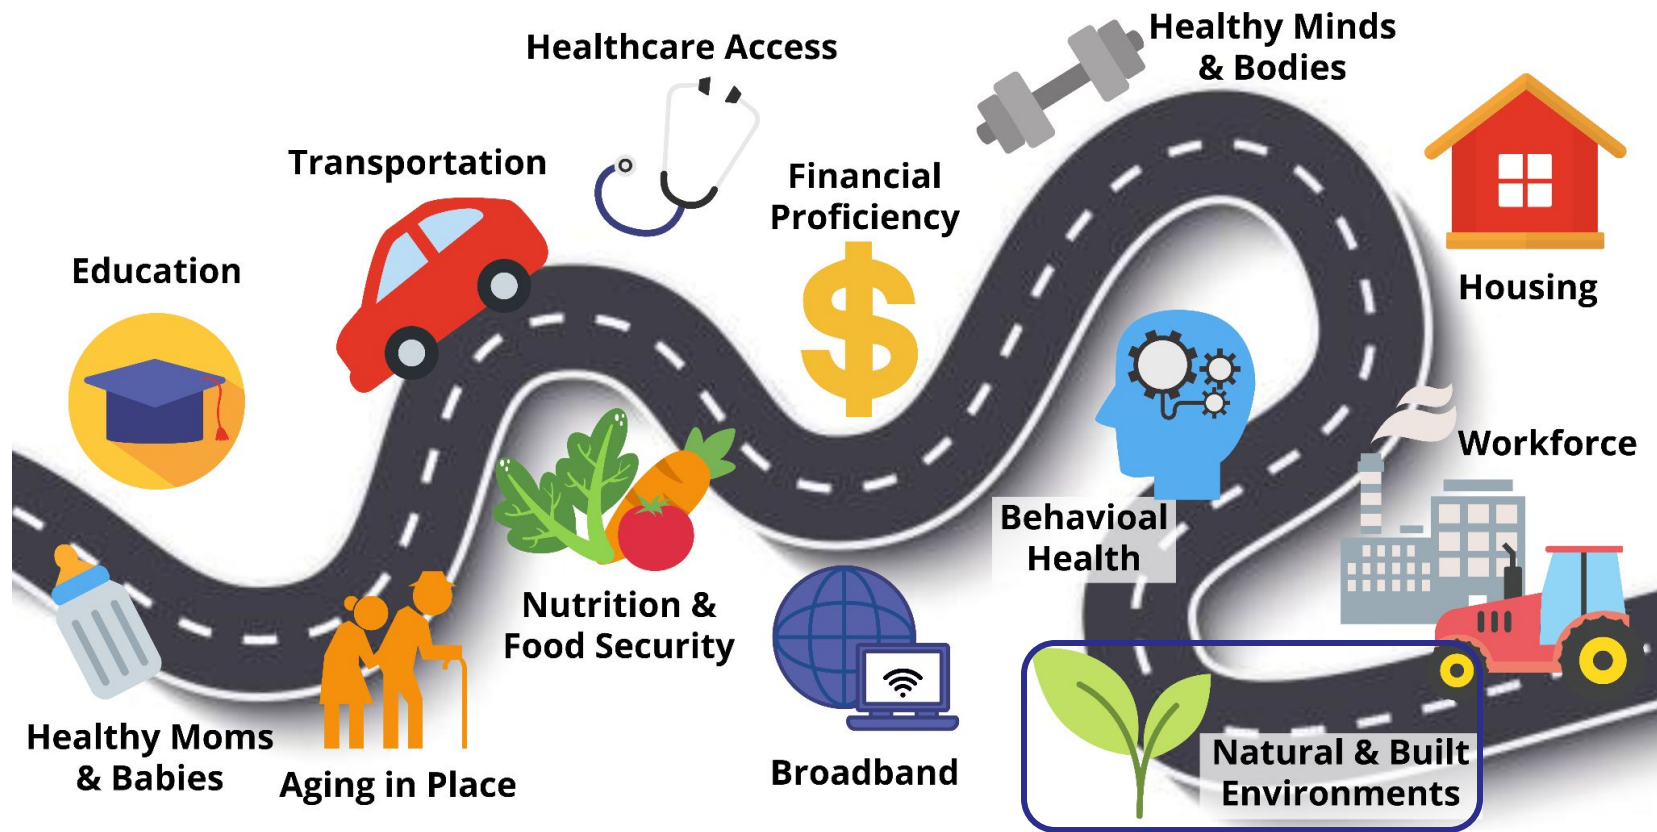 Healthcare Access
Healthy Minds
& Bodies
Transportation
Financial
Proficiency
Education
Housing
Workforce
Behavioal
Health
Nutrition &
Food Security
Healthy Moms
& Babies
Aging in Place
Broadband
Natural & Built
Environments